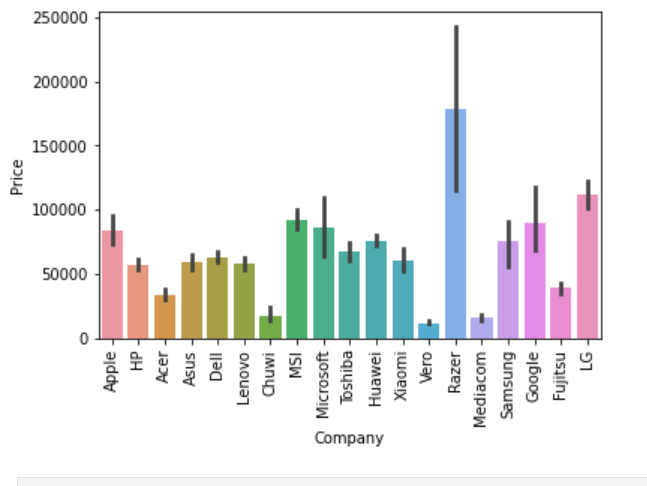 250000
200000
150000
100000
50000
0
Price
Apple
HP
Acer
Asus
Dell
Lenovo
Chuwi
MSI
Microsoft
Toshiba
Huawei
Xiaomi
Vero
Razer
Mediacom
Samsung
Google
Fujitsu
LG
Company